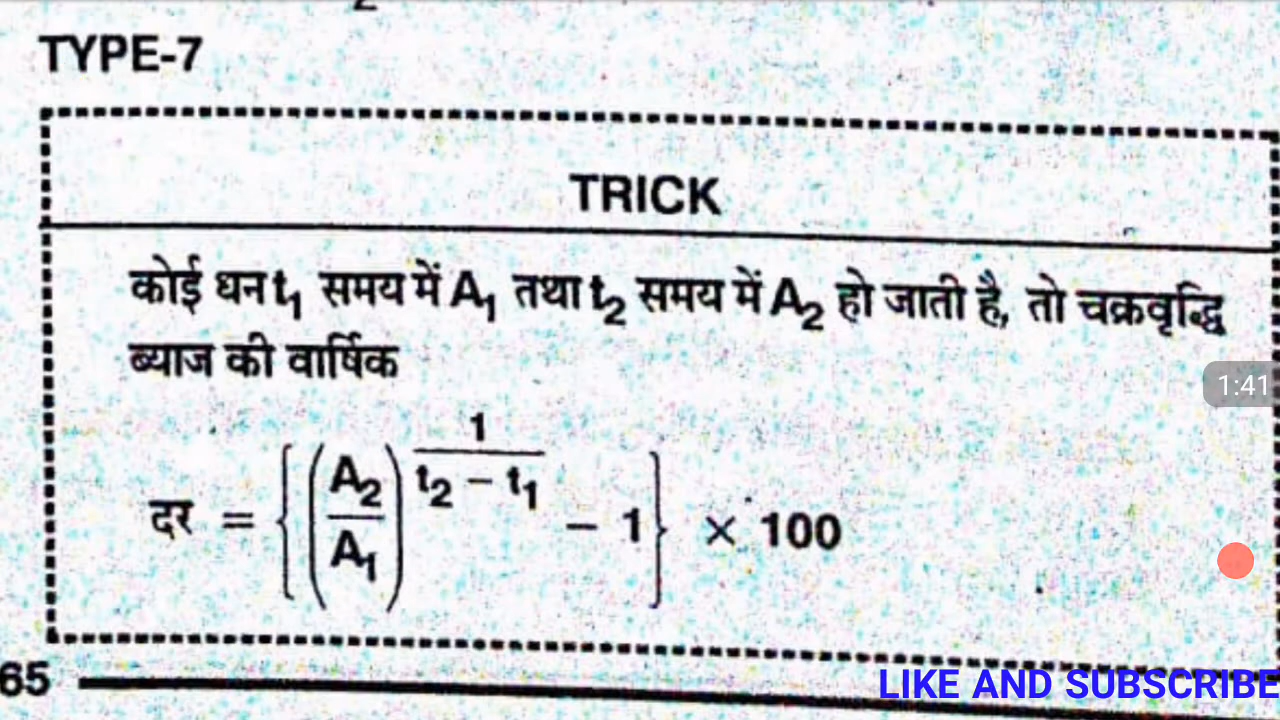 TYPE-7
TRICK
कोई धन t₁ समय में A₁ तथा t₂ समय में A₂ हो जाती है, तो चक्रवृद्धि
ब्याज की वार्षिक
1:41
दर = {(A₂/A₁)^(1/(t₂ − t₁)) − 1} × 100
65
LIKE AND SUBSCRIBE